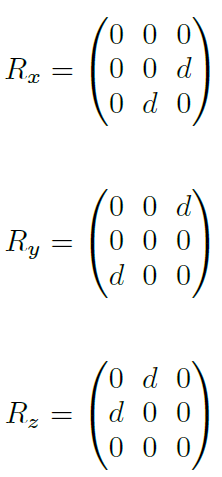 0 0 0
R_x = 0 0 d
0 d 0
0 0 d
R_y = 0 0 0
d 0 0
0 d 0
R_z = d 0 0
0 0 0